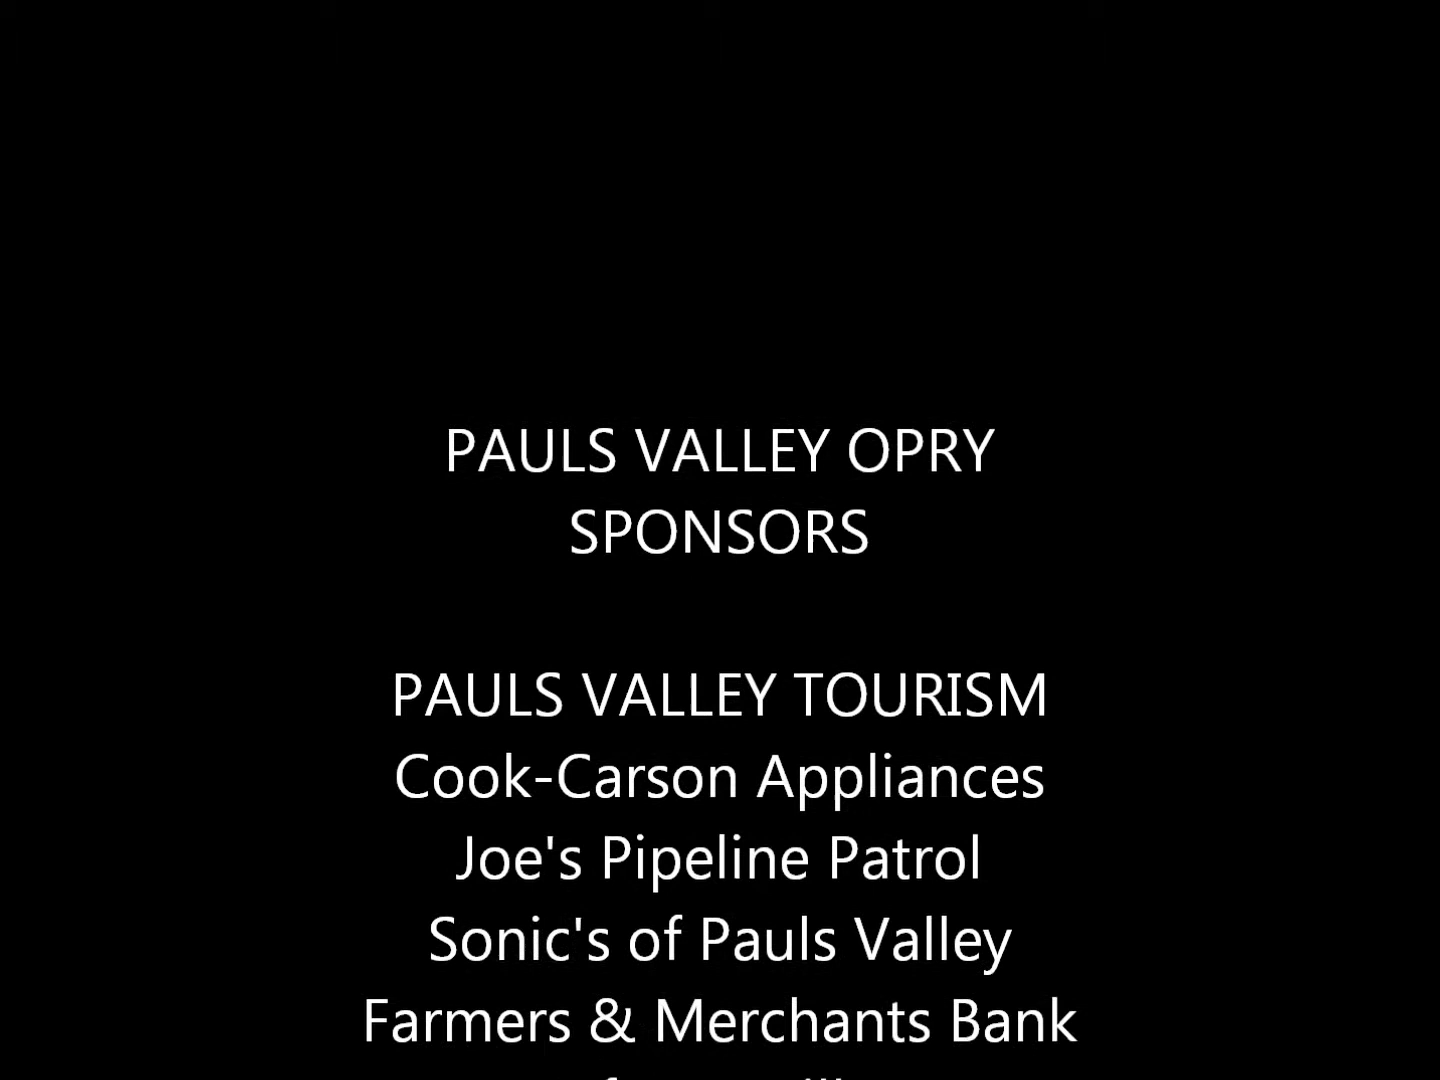 PAULS VALLEY OPRY
SPONSORS
PAULS VALLEY TOURISM
Cook-Carson Appliances
Joe's Pipeline Patrol
Sonic's of Pauls Valley
Farmers & Merchants Bank